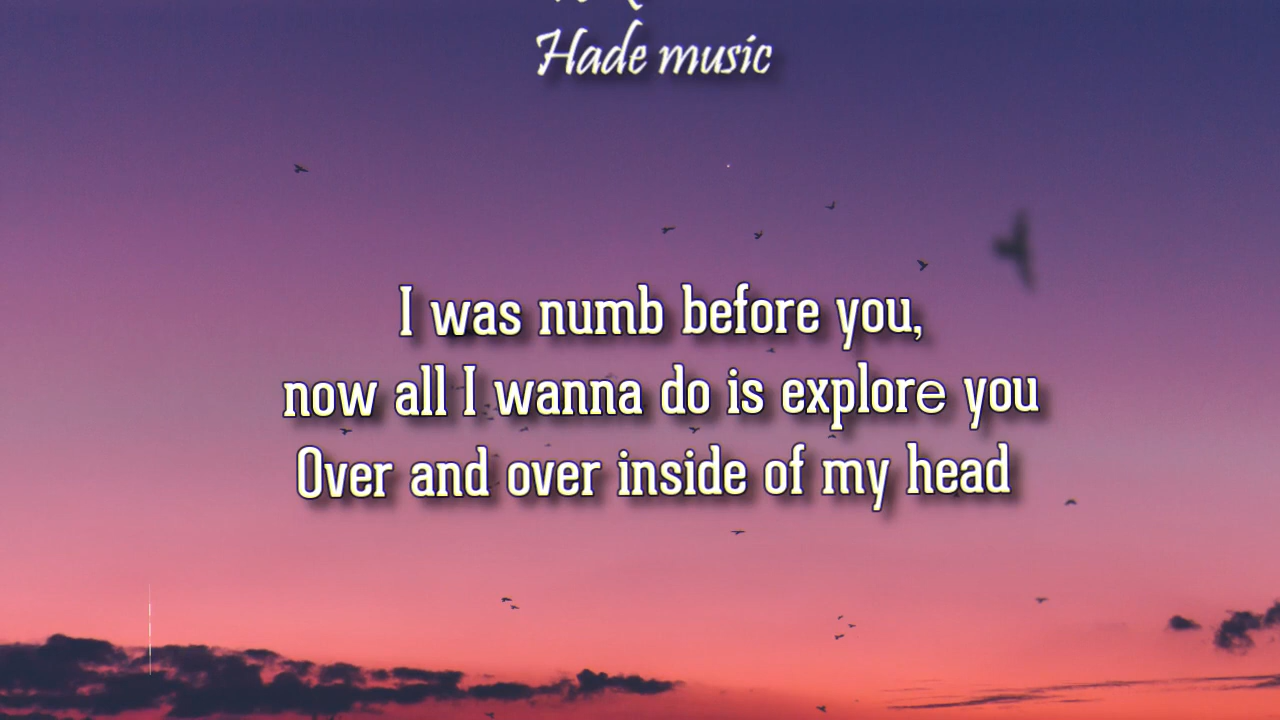 Hade music
I was numb before you,
now all I wanna do is explore you
Over and over inside of my head